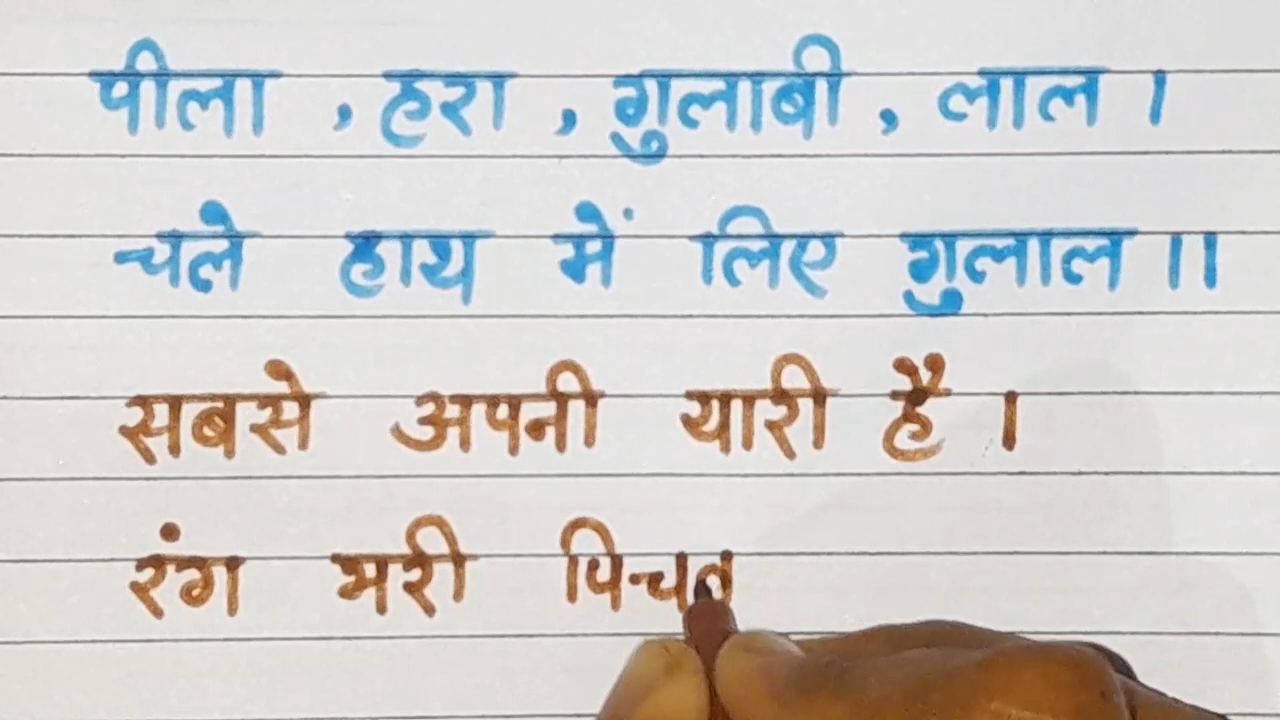 पीला , हरा , गुलाबी , लाल ।
चले हाथ में लिए गुलाल ।।
सबसे अपनी यारी है ।
रंग भरी